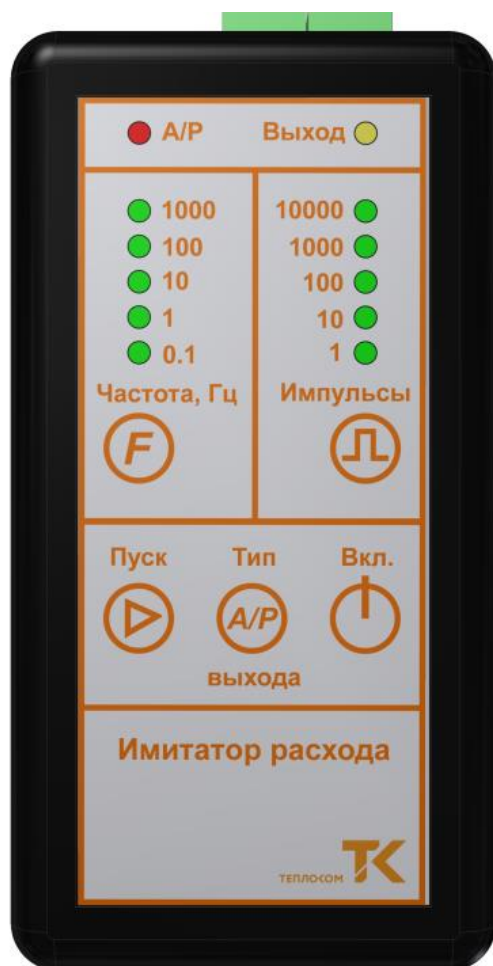 А/Р Выход
1000 10000
100 1000
10 100
1 10
0.1 1
Частота, Гц Импульсы
F
Пуск Тип Вкл.
А/Р
выхода
Имитатор расхода
ТЕПЛОСОМ ТК